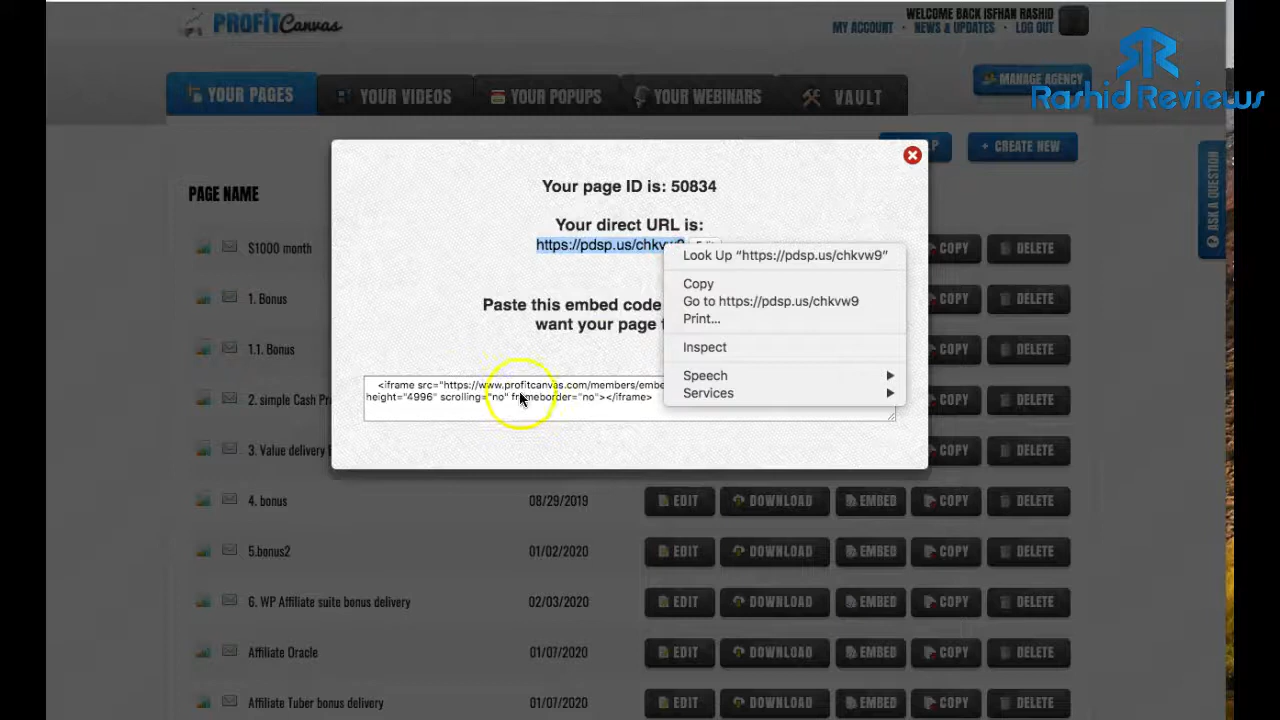 PROFiT Canvas
WELCOME BACK ISFHAN RASHID
MY ACCOUNT • NEWS & UPDATES • LOG OUT
Rashid Reviews
YOUR PAGES YOUR VIDEOS YOUR POPUPS YOUR WEBINARS VAULT MANAGE AGENCY
+ CREATE NEW
ASK A QUESTION
PAGE NAME
Your page ID is: 50834
Your direct URL is:
https://pdsp.us/chkvw9
Look Up “https://pdsp.us/chkvw9”
Copy
Go to https://pdsp.us/chkvw9
Print...
Inspect
Speech
Services
Paste this embed code
want your page
<iframe src="https://www.profitcanvas.com/members/embe
height="4996" scrolling="no" frameborder="no"></iframe>
$1000 month COPY DELETE
1. Bonus COPY DELETE
1.1. Bonus COPY DELETE
2. simple Cash Pr COPY DELETE
3. Value delivery COPY DELETE
4. bonus 08/29/2019 EDIT DOWNLOAD EMBED COPY DELETE
5.bonus2 01/02/2020 EDIT DOWNLOAD EMBED COPY DELETE
6. WP Affiliate suite bonus delivery 02/03/2020 EDIT DOWNLOAD EMBED COPY DELETE
Affiliate Oracle 01/07/2020 EDIT DOWNLOAD EMBED COPY DELETE
Affiliate Tuber bonus delivery 01/07/2020 EDIT DOWNLOAD EMBED COPY DELETE